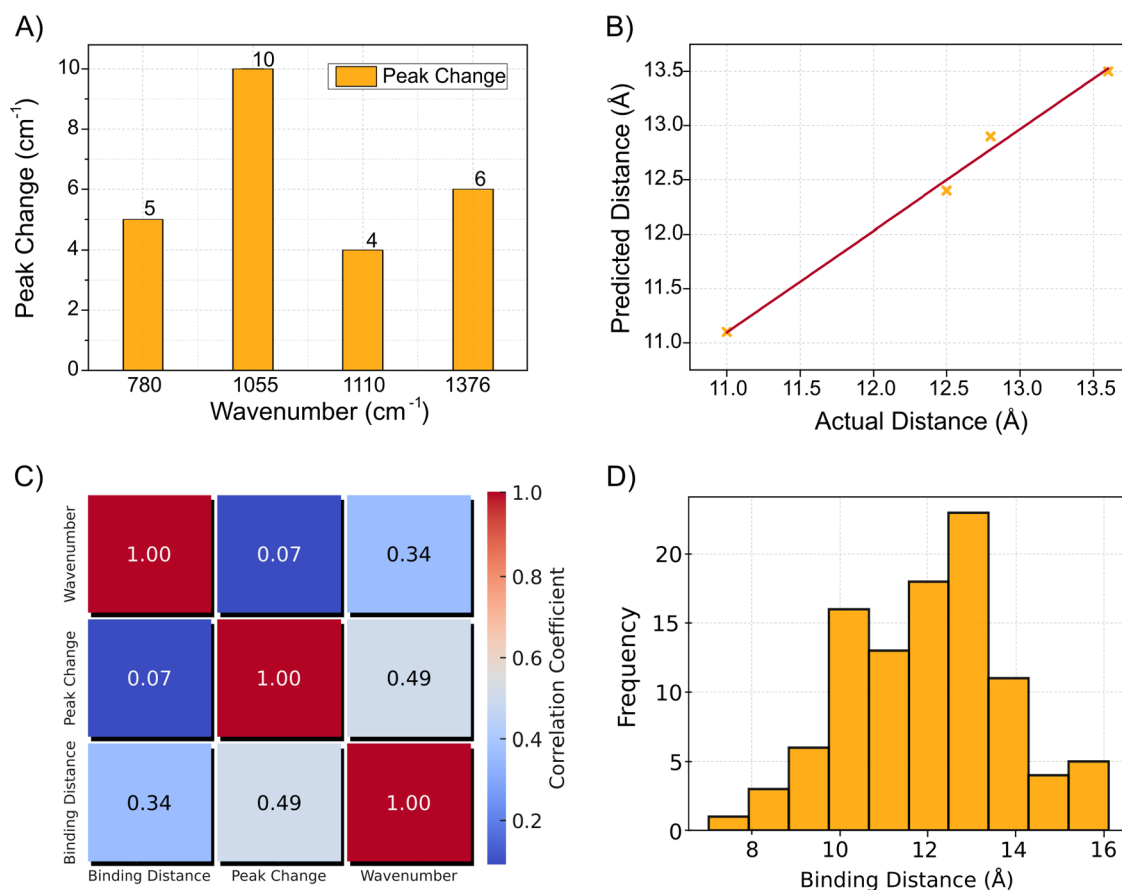 A)
10
8
6
4
2
0
Peak Change (cm⁻¹)
Peak Change
5
10
4
6
780 1055 1110 1376
Wavenumber (cm⁻¹)
B)
13.5
13.0
12.5
12.0
11.5
11.0
Predicted Distance (Å)
11.0 11.5 12.0 12.5 13.0 13.5
Actual Distance (Å)
C)
Wavenumber
1.00 0.07 0.34
Peak Change
0.07 1.00 0.49
Binding Distance
0.34 0.49 1.00
Binding Distance Peak Change Wavenumber
1.0
0.8
0.6
0.4
0.2
Correlation Coefficient
D)
20
15
10
5
0
Frequency
8 10 12 14 16
Binding Distance (Å)